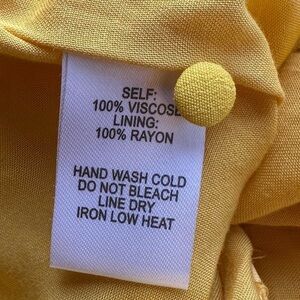 SELF:
100% VISCOSE
LINING:
100% RAYON
HAND WASH COLD
DO NOT BLEACH
LINE DRY
IRON LOW HEAT